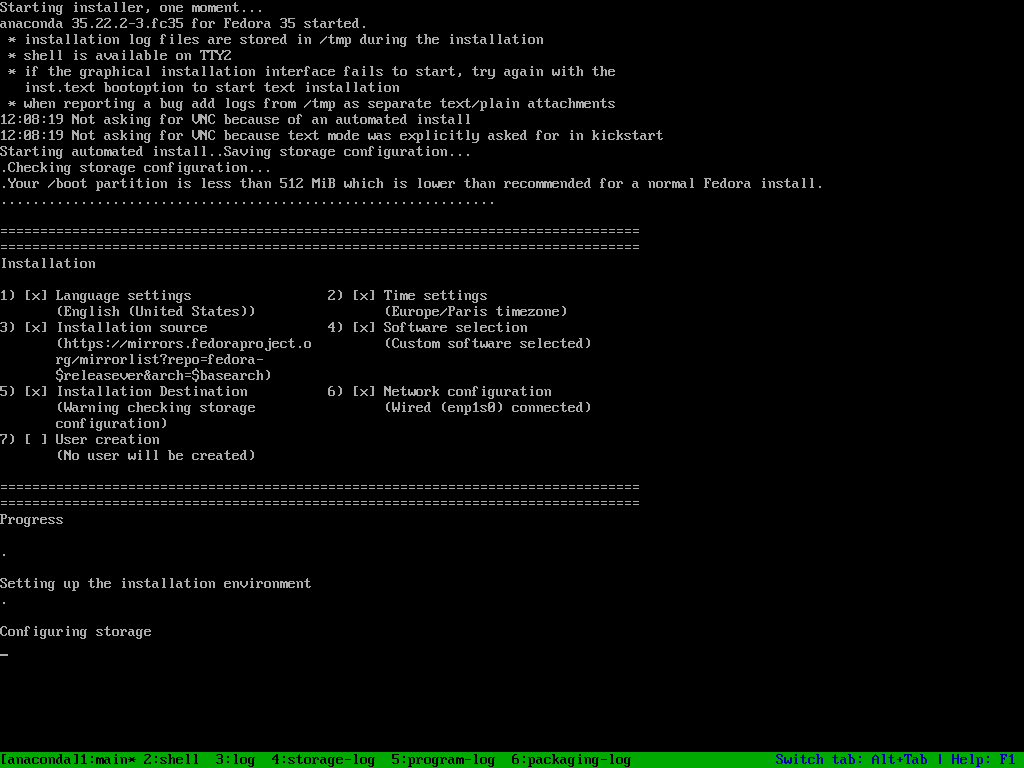 Starting installer, one moment...
anaconda 35.22.2-3.fc35 for Fedora 35 started.
 * installation log files are stored in /tmp during the installation
 * shell is available on TTY2
 * if the graphical installation interface fails to start, try again with the
   inst.text bootoption to start text installation
 * when reporting a bug add logs from /tmp as separate text/plain attachments
12:08:19 Not asking for VNC because of an automated install
12:08:19 Not asking for VNC because text mode was explicitly asked for in kickstart
Starting automated install..Saving storage configuration...
.Checking storage configuration...
.Your /boot partition is less than 512 MiB which is lower than recommended for a normal Fedora install.
..............................................................

================================================================================
================================================================================
Installation

1) [x] Language settings                 2) [x] Time settings
       (English (United States))                (Europe/Paris timezone)
3) [x] Installation source               4) [x] Software selection
       (https://mirrors.fedoraproject.o         (Custom software selected)
       rg/mirrorlist?repo=fedora-
       $releasever&arch=$basearch)
5) [x] Installation Destination          6) [x] Network configuration
       (Warning checking storage                (Wired (enp1s0) connected)
       configuration)
7) [ ] User creation
       (No user will be created)

================================================================================
================================================================================
Progress

.

Setting up the installation environment
.

Configuring storage
_
[anaconda]1:main* 2:shell  3:log  4:storage-log  5:program-log  6:packaging-log                  Switch tab: Alt+Tab | Help: F1